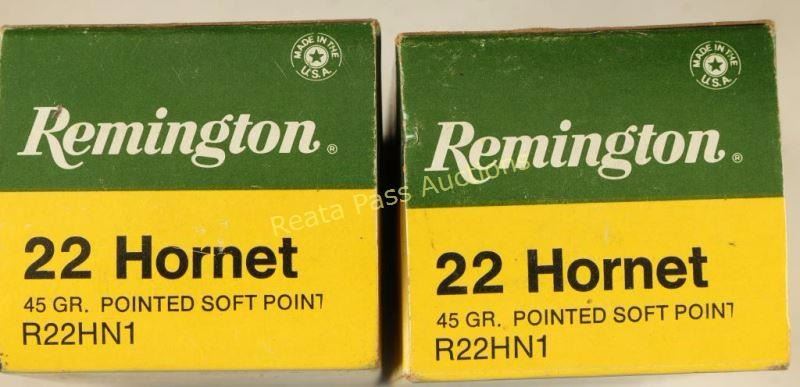 MADE IN THE
U.S.A.
Remington®
22 Hornet
45 GR. POINTED SOFT POINT
R22HN1
MADE IN THE
U.S.A.
Remington®
22 Hornet
45 GR. POINTED SOFT POINT
R22HN1
Reata Pass Auctions